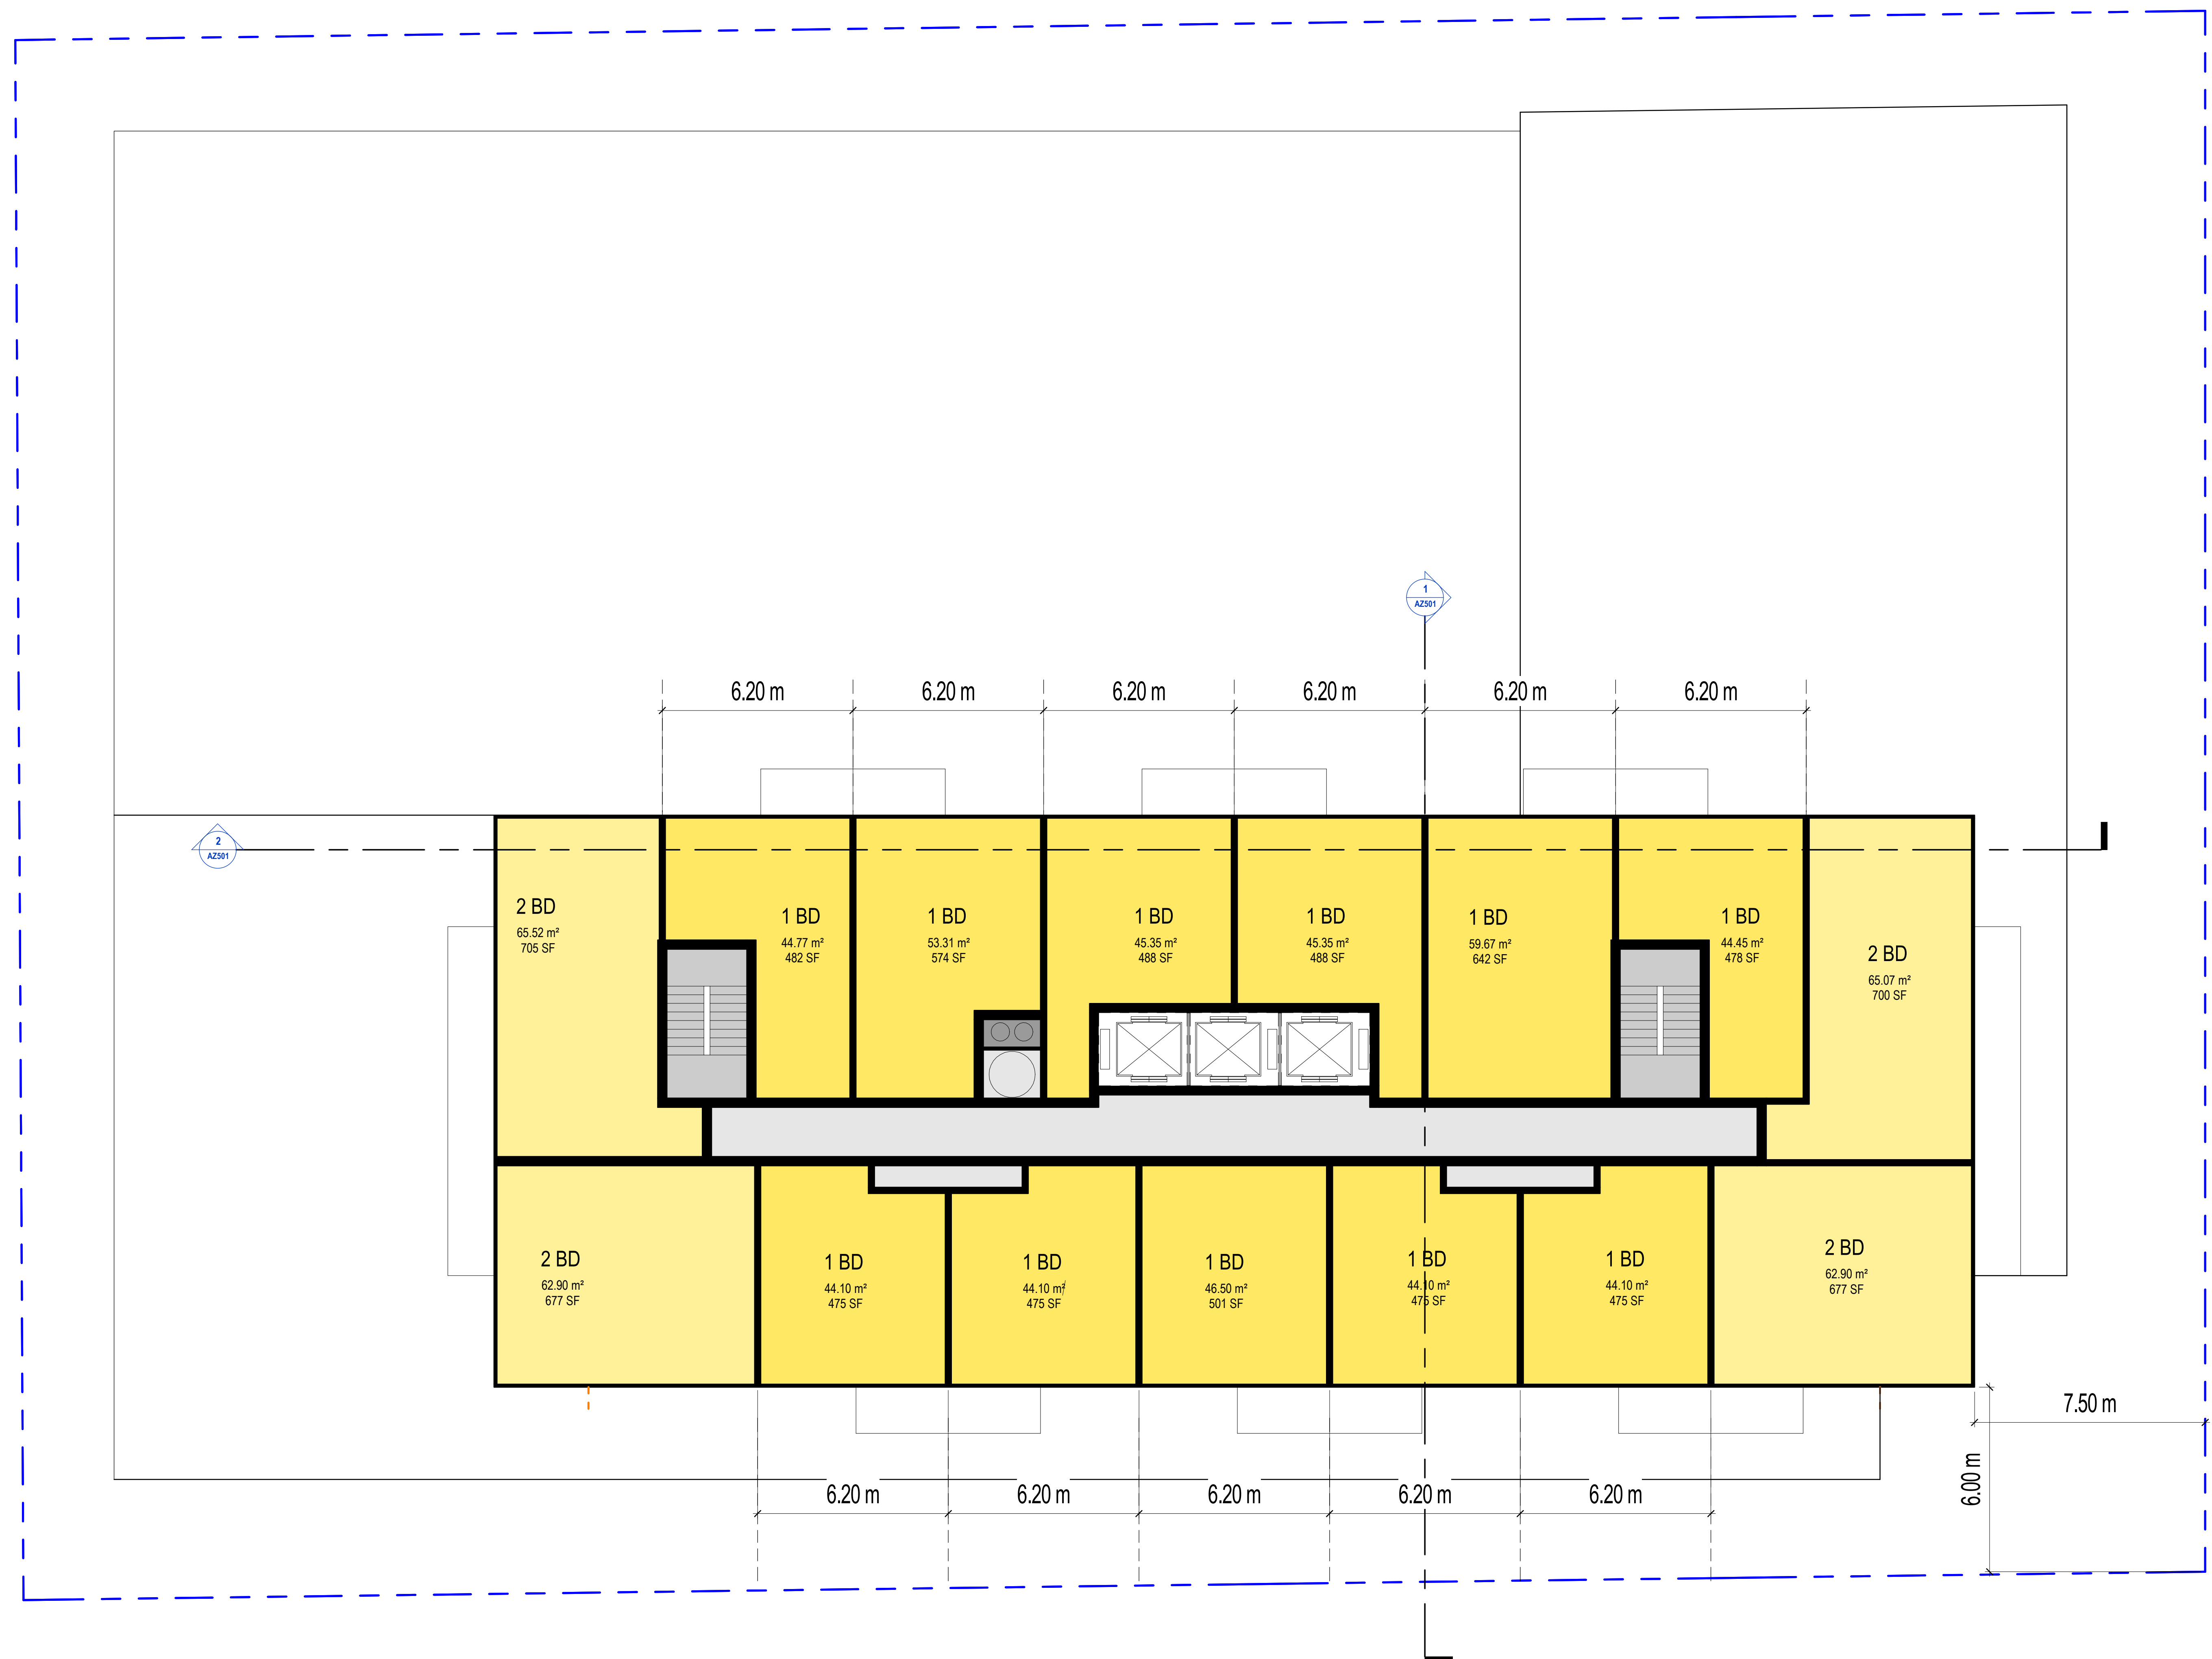 1
AZ501
6.20 m
6.20 m
6.20 m
6.20 m
6.20 m
6.20 m
2
AZ501
2 BD
65.52 m²
705 SF
1 BD
44.77 m²
482 SF
1 BD
53.31 m²
574 SF
1 BD
45.35 m²
488 SF
1 BD
45.35 m²
488 SF
1 BD
59.67 m²
642 SF
1 BD
44.45 m²
478 SF
2 BD
65.07 m²
700 SF
2 BD
62.90 m²
677 SF
1 BD
44.10 m²
475 SF
1 BD
44.10 m²
475 SF
1 BD
46.50 m²
501 SF
1 BD
44.10 m²
475 SF
1 BD
44.10 m²
475 SF
2 BD
62.90 m²
677 SF
7.50 m
6.00 m
6.20 m
6.20 m
6.20 m
6.20 m
6.20 m